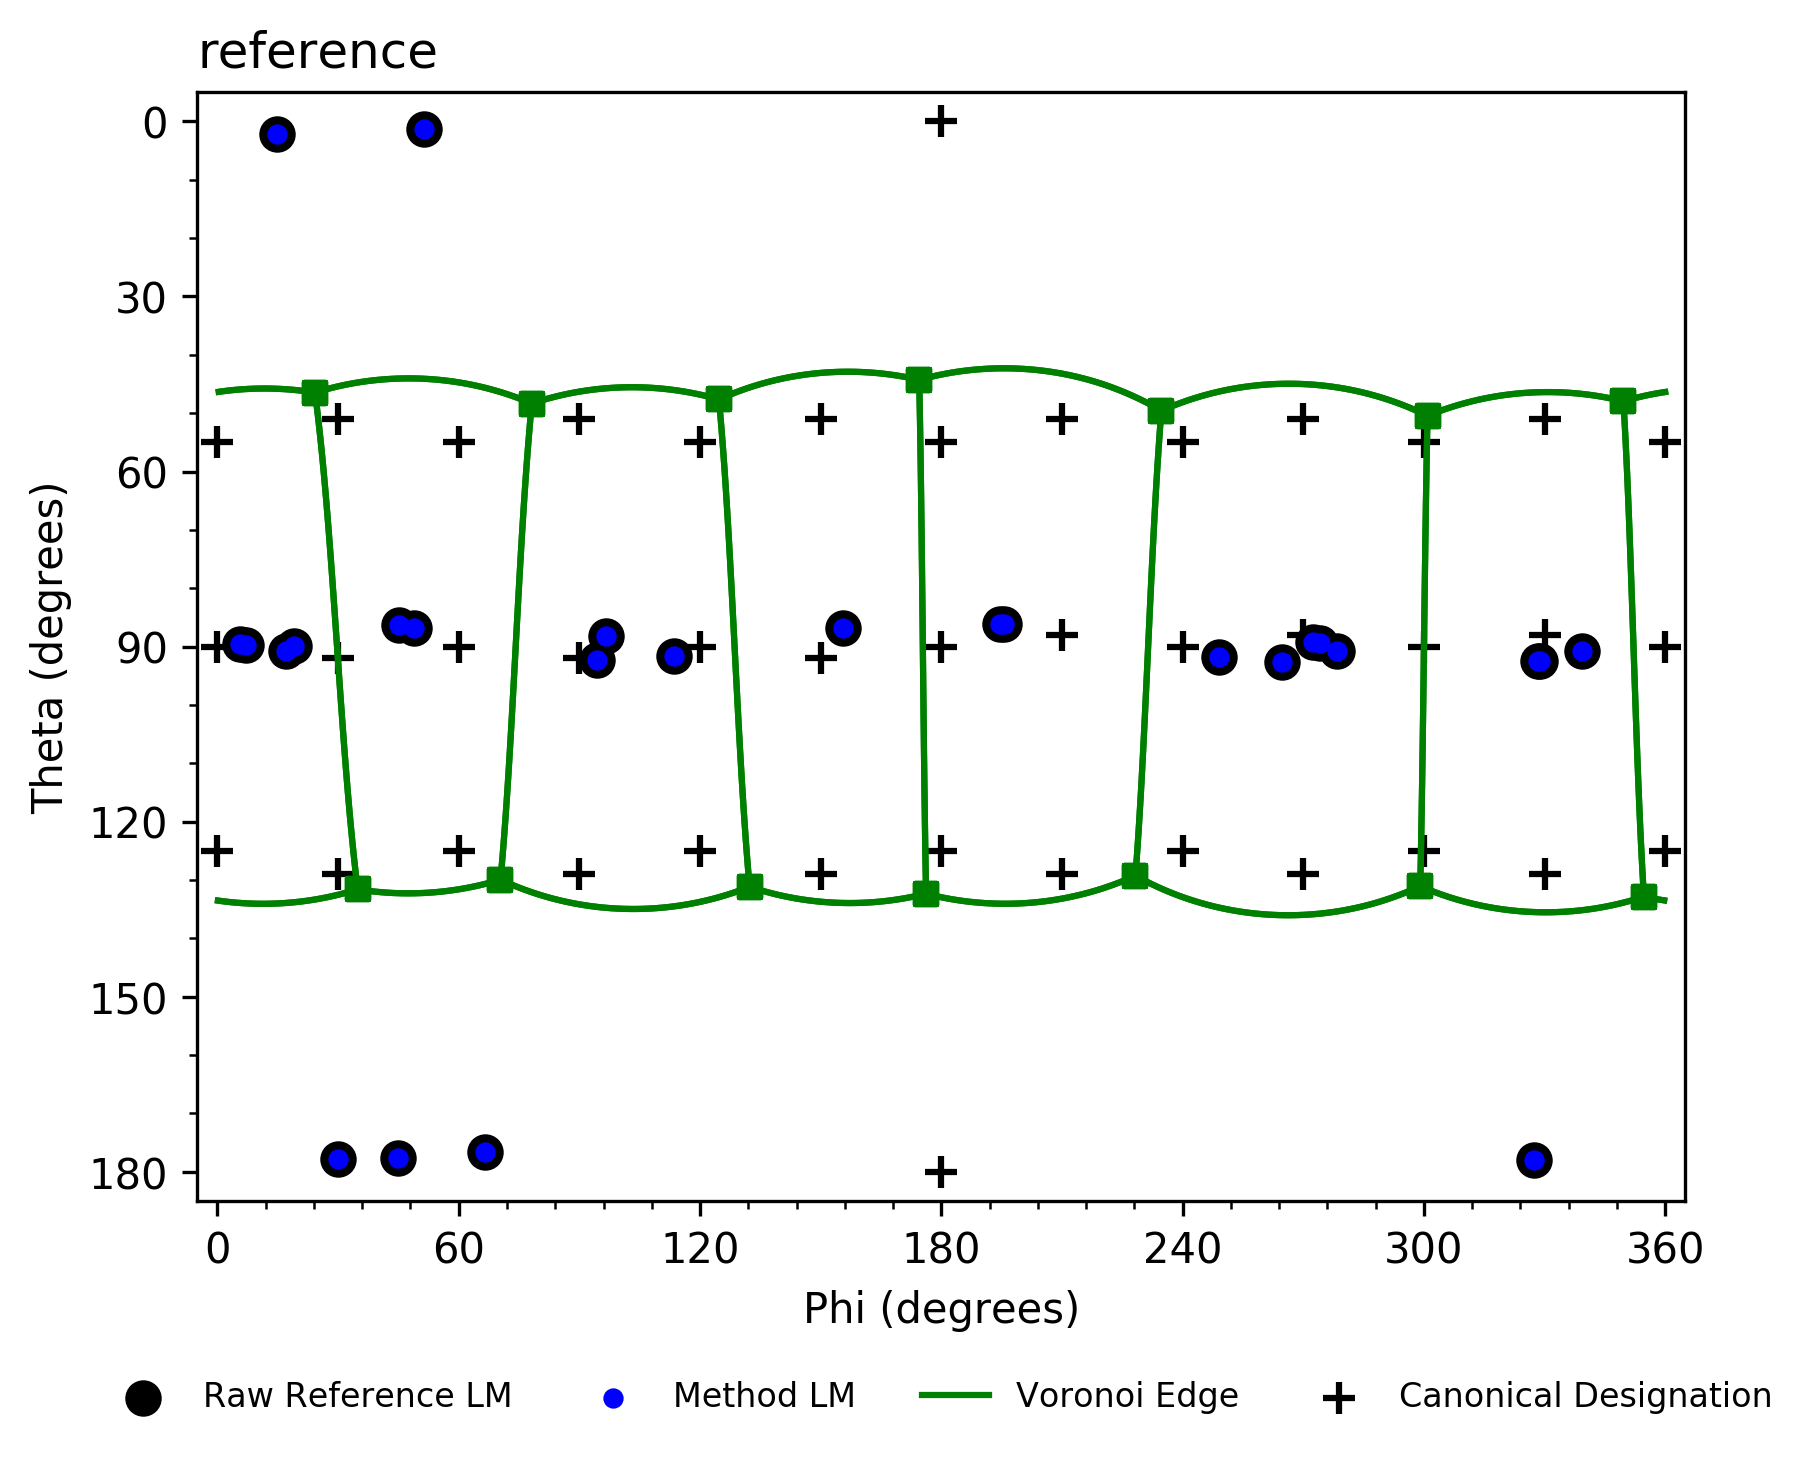 reference
0
30
60
90
120
150
180
Theta (degrees)
0 60 120 180 240 300 360
Phi (degrees)
Raw Reference LM Method LM Voronoi Edge Canonical Designation